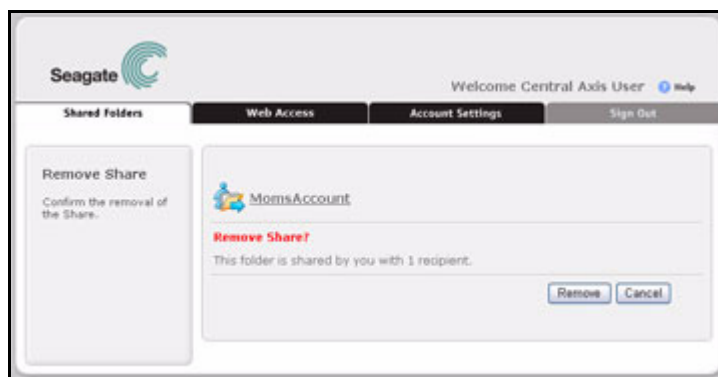 Seagate
Welcome Central Axis User Help
Shared Folders Web Access Account Settings Sign Out
Remove Share
Confirm the removal of
the Share.
MomsAccount
Remove Share?
This folder is shared by you with 1 recipient.
Remove Cancel